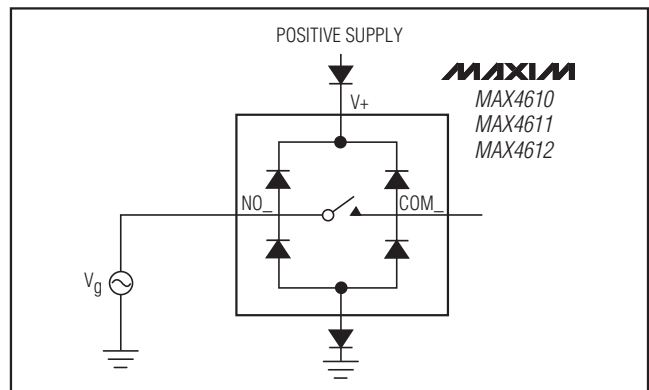 POSITIVE SUPPLY
MAXIM
MAX4610
MAX4611
MAX4612
V+
NO_
COM_
Vg